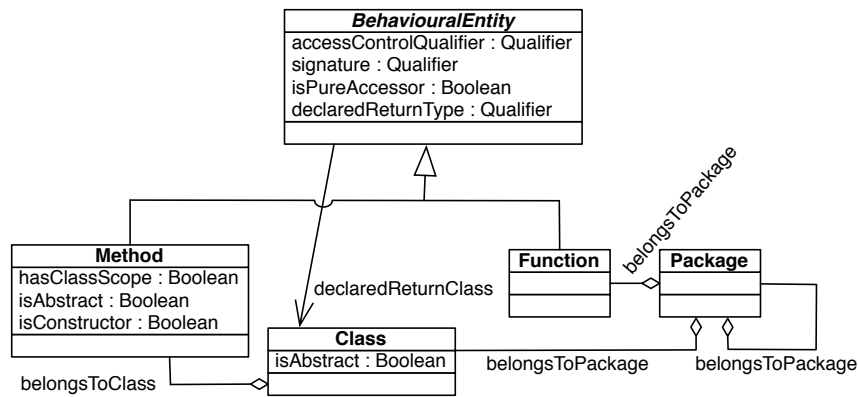 BehaviouralEntity
accessControlQualifier : Qualifier
signature : Qualifier
isPureAccessor : Boolean
declaredReturnType : Qualifier
belongsToPackage
Method
hasClassScope : Boolean
isAbstract : Boolean
isConstructor : Boolean
Function
Package
declaredReturnClass
Class
isAbstract : Boolean
belongsToPackage
belongsToPackage
belongsToClass